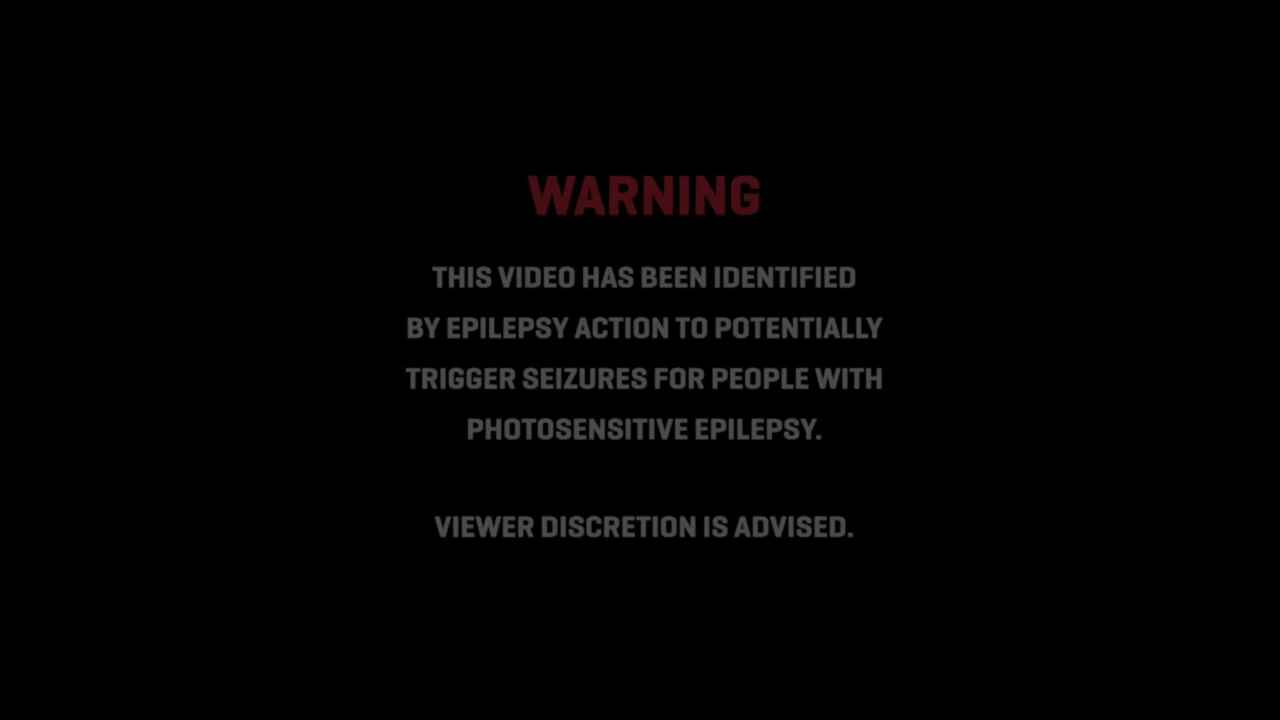 WARNING
THIS VIDEO HAS BEEN IDENTIFIED
BY EPILEPSY ACTION TO POTENTIALLY
TRIGGER SEIZURES FOR PEOPLE WITH
PHOTOSENSITIVE EPILEPSY.
VIEWER DISCRETION IS ADVISED.